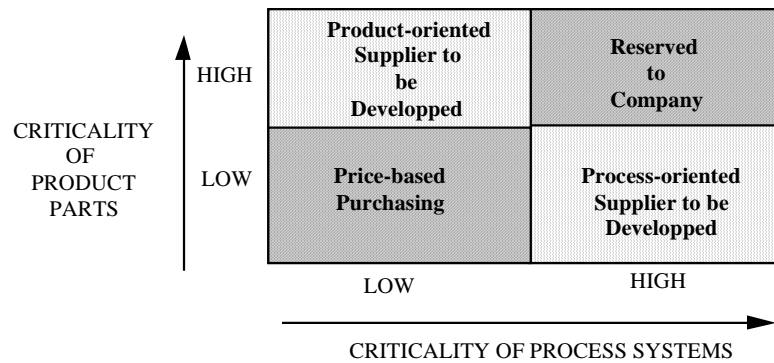 Product-oriented
Supplier to
be
Developped
Reserved
to
Company
HIGH
CRITICALITY
OF
PRODUCT
PARTS
LOW
Price-based
Purchasing
Process-oriented
Supplier to be
Developped
LOW
HIGH
CRITICALITY OF PROCESS SYSTEMS